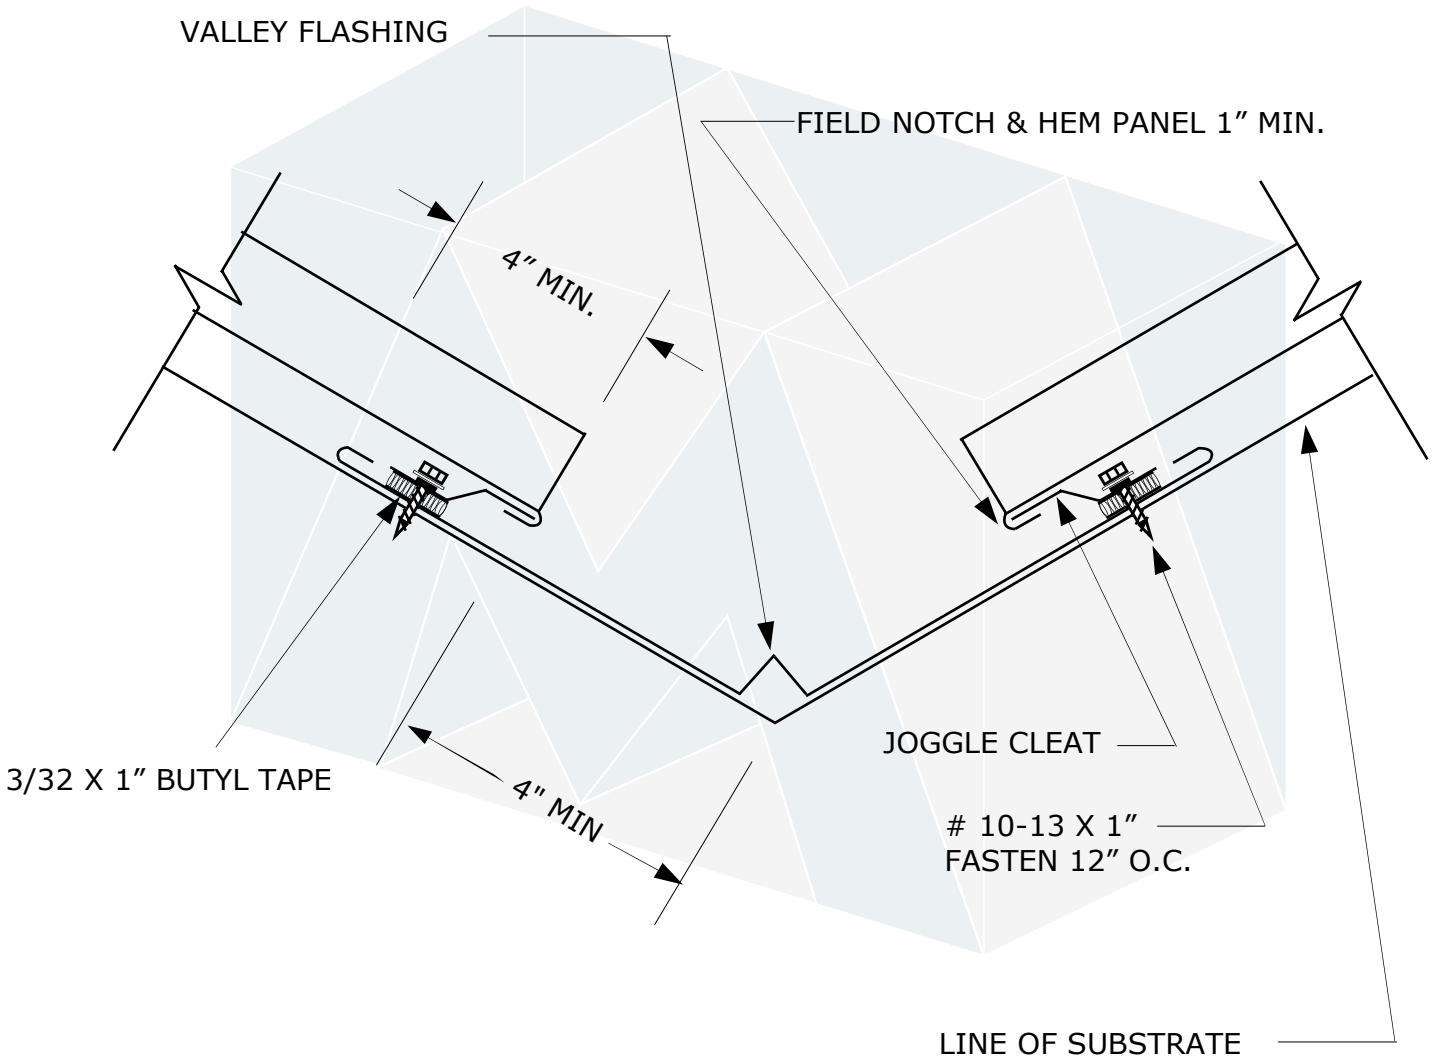 VALLEY FLASHING
FIELD NOTCH & HEM PANEL 1” MIN.
4” MIN.
3/32 X 1” BUTYL TAPE
4" MIN
JOGGLE CLEAT
# 10-13 X 1”
FASTEN 12” O.C.
LINE OF SUBSTRATE